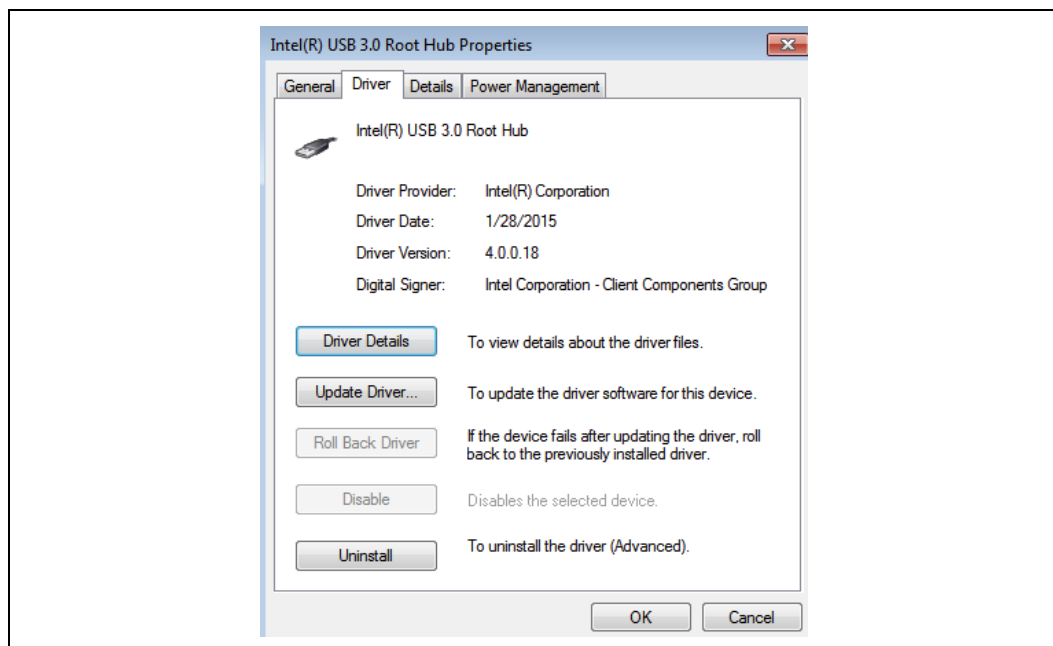 Intel(R) USB 3.0 Root Hub Properties
General Driver Details Power Management
Intel(R) USB 3.0 Root Hub
Driver Provider: Intel(R) Corporation
Driver Date: 1/28/2015
Driver Version: 4.0.0.18
Digital Signer: Intel Corporation - Client Components Group
Driver Details To view details about the driver files.
Update Driver... To update the driver software for this device.
Roll Back Driver If the device fails after updating the driver, roll
back to the previously installed driver.
Disable Disables the selected device.
Uninstall To uninstall the driver (Advanced).
OK Cancel